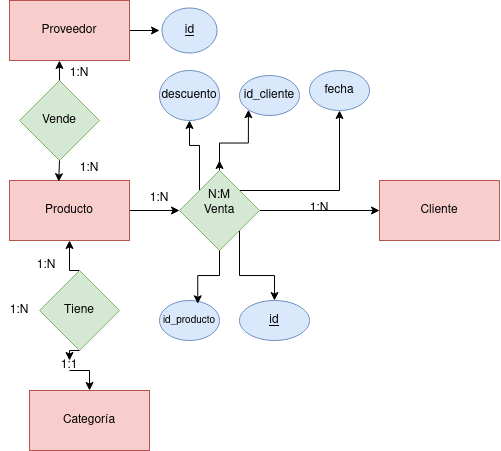 Proveedor
id
1:N
descuento
id_cliente
fecha
Vende
1:N
N:M
Venta
1:N
Producto
1:N
Cliente
1:N
1:N
Tiene
id_producto
id
1:1
Categoría